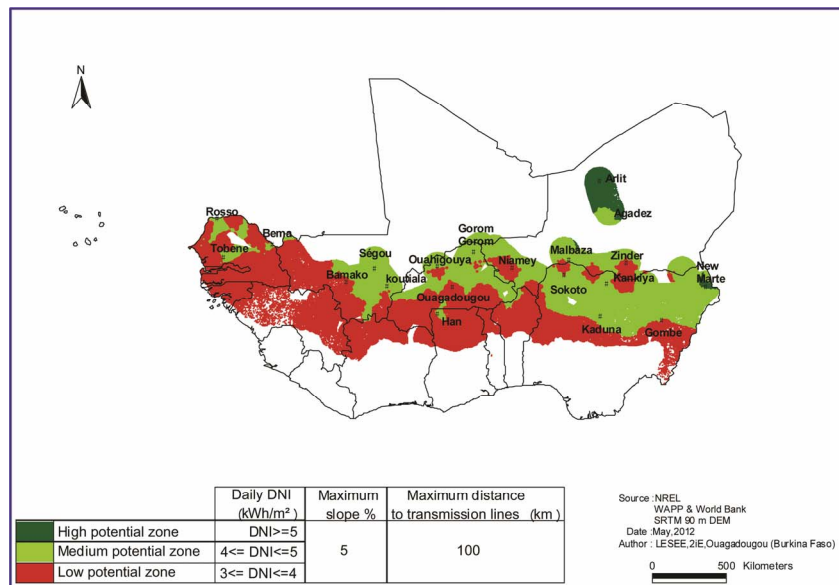 N
Arlit
Agadez
Rosso
Tobene
Bema
Ségou
Bamako
koutiala
Gorom
Gorom
Ouahigouya
Niamey
Ouagadougou
Han
Malbaza
Zinder
Kankiya
Sokoto
New
Marte
Kaduna
Gombe
Daily DNI
(kWh/m²)
Maximum
slope %
Maximum distance
to transmission lines (km)
High potential zone DNI>=5
Medium potential zone 4<= DNI<=5 5 100
Low potential zone 3<= DNI<=4
Source :NREL
WAPP & World Bank
SRTM 90 m DEM
Date :May,2012
Author : LESEE,2iE,Ouagadougou (Burkina Faso)
0 500 Kilometers